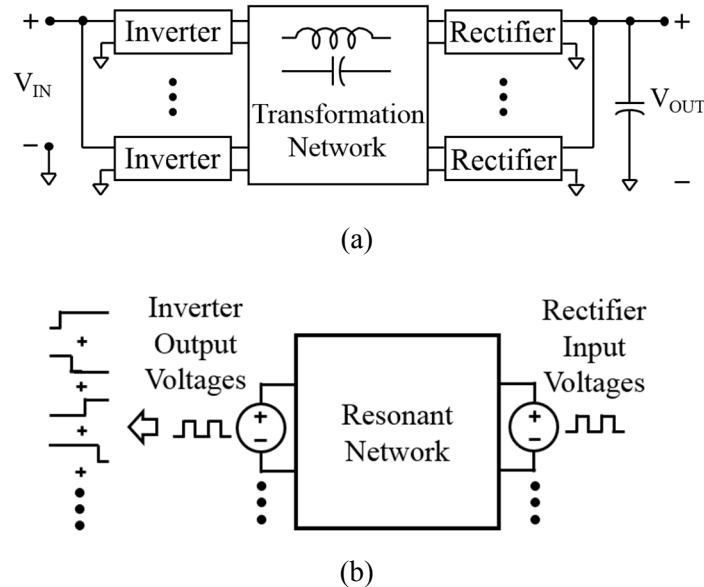 + Inverter Rectifier +
V_IN
Transformation
Network
V_OUT
− Inverter Rectifier −
(a)
Inverter
Output
Voltages
Rectifier
Input
Voltages
+
+
+
+
+
−
Resonant
Network
+
−
(b)